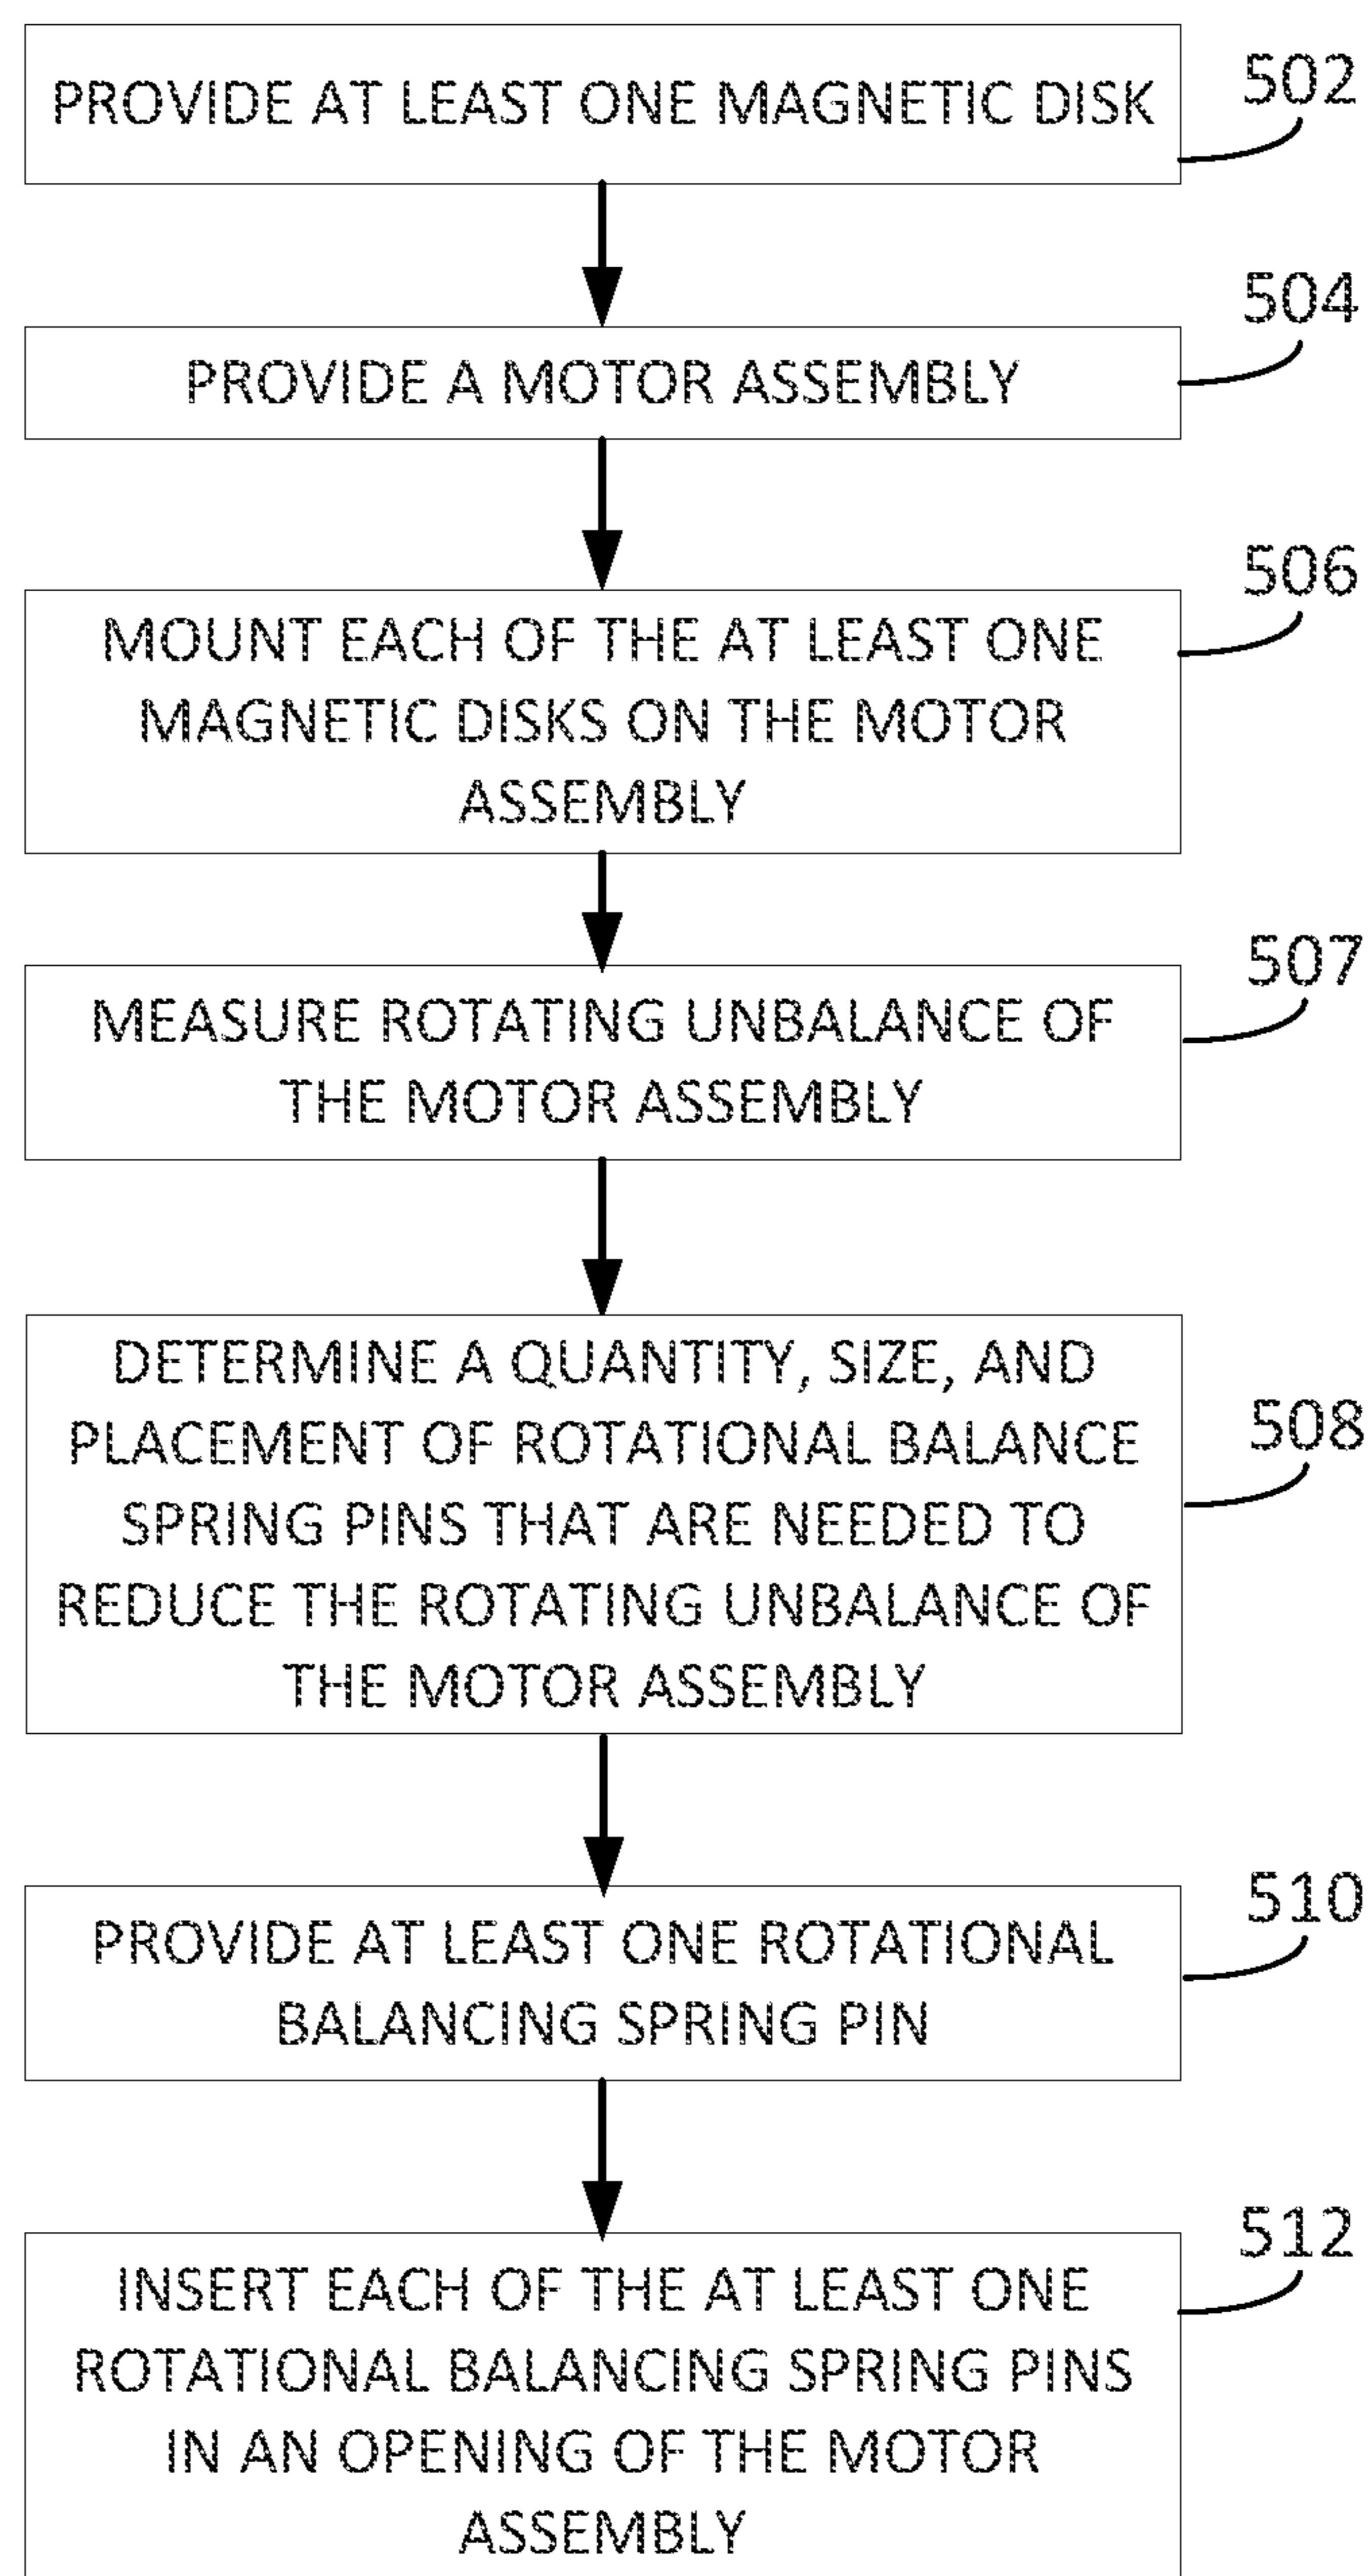 PROVIDE AT LEAST ONE MAGNETIC DISK
502
PROVIDE A MOTOR ASSEMBLY
504
MOUNT EACH OF THE AT LEAST ONE
MAGNETIC DISKS ON THE MOTOR
ASSEMBLY
506
MEASURE ROTATING UNBALANCE OF
THE MOTOR ASSEMBLY
507
DETERMINE A QUANTITY, SIZE, AND
PLACEMENT OF ROTATIONAL BALANCE
SPRING PINS THAT ARE NEEDED TO
REDUCE THE ROTATING UNBALANCE OF
THE MOTOR ASSEMBLY
508
PROVIDE AT LEAST ONE ROTATIONAL
BALANCING SPRING PIN
510
INSERT EACH OF THE AT LEAST ONE
ROTATIONAL BALANCING SPRING PINS
IN AN OPENING OF THE MOTOR
ASSEMBLY
512